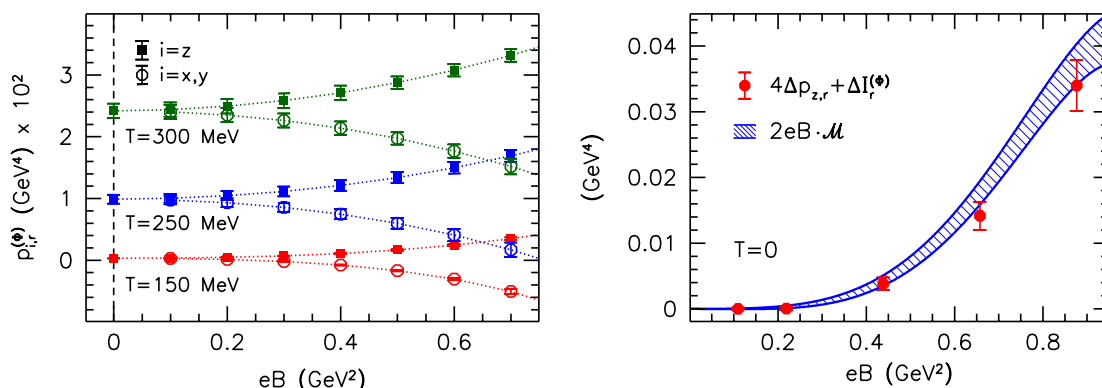 i=z
i=x,y
T=300 MeV
T=250 MeV
T=150 MeV
3
2
1
0
p_{i,r}^{(Φ)} (GeV⁴) × 10²
0 0.2 0.4 0.6
eB (GeV²)
4Δp_{z,r}+ΔI_r^{(Φ)}
2eB·ℳ
T=0
0.04
0.03
0.02
0.01
0
(GeV⁴)
0.2 0.4 0.6 0.8
eB (GeV²)